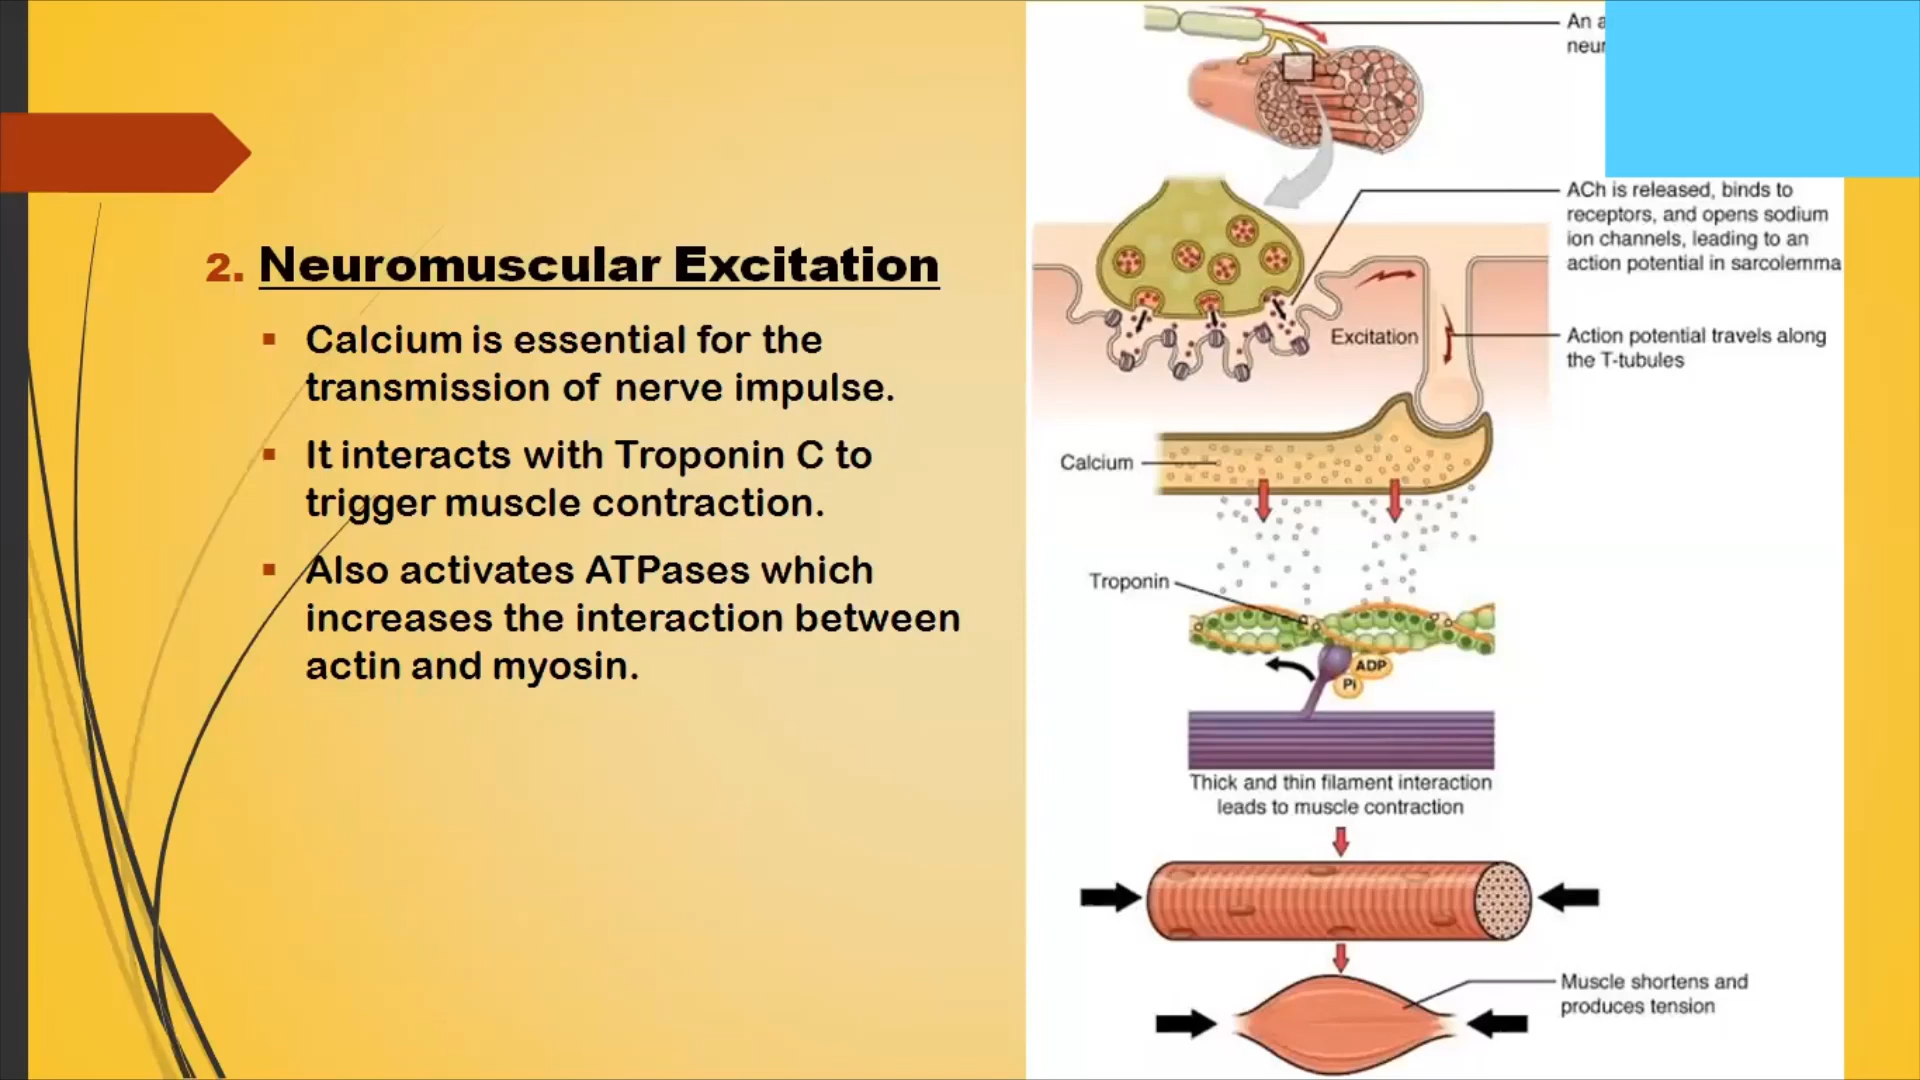 2. Neuromuscular Excitation
Calcium is essential for the
transmission of nerve impulse.
It interacts with Troponin C to
trigger muscle contraction.
Also activates ATPases which
increases the interaction between
actin and myosin.
An
ACh is released, binds to
receptors, and opens sodium
ion channels, leading to an
action potential in sarcolemma
Excitation
Action potential travels along
the T-tubules
Calcium
Troponin
ADP
Pi
Thick and thin filament interaction
leads to muscle contraction
Muscle shortens and
produces tension